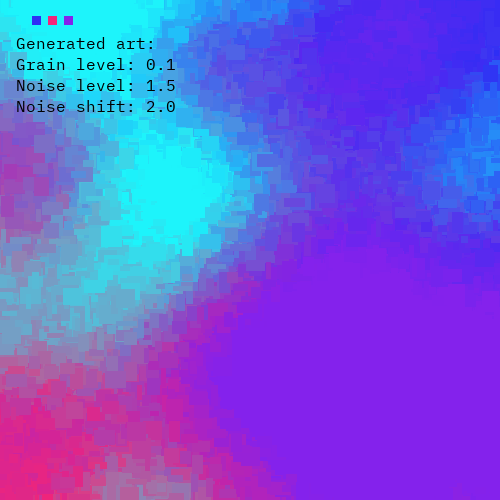 Generated art:
Grain level: 0.1
Noise level: 1.5
Noise shift: 2.0